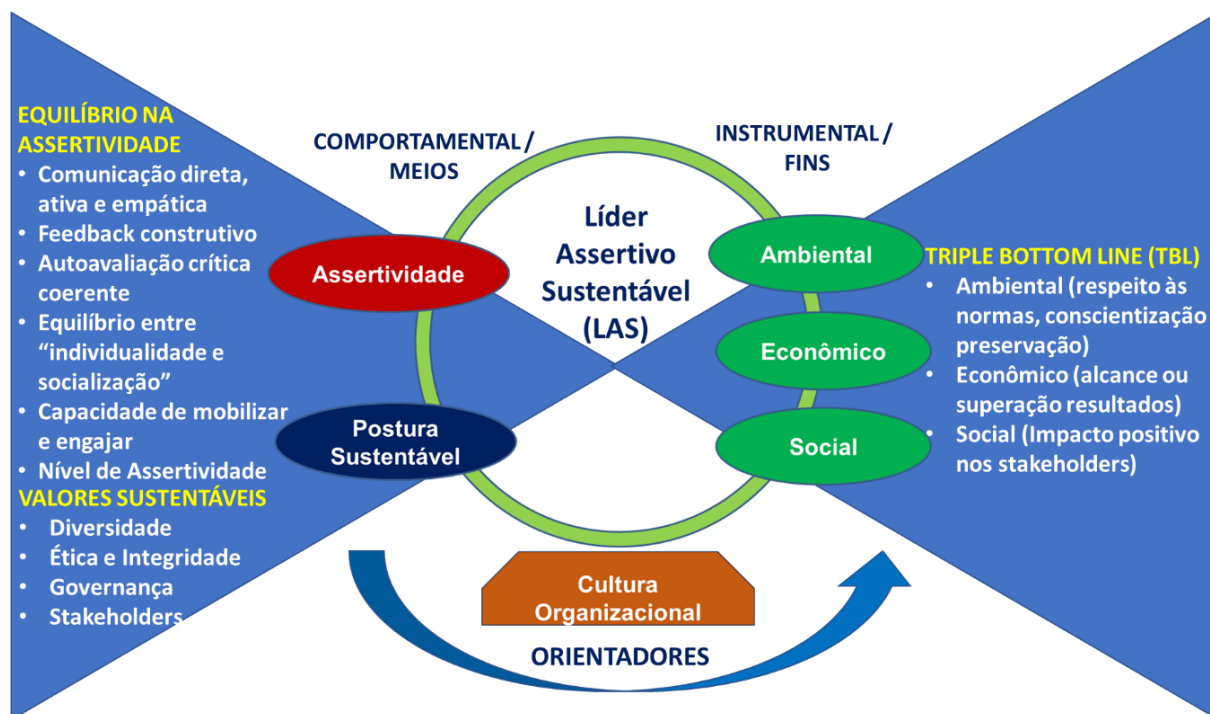 EQUILÍBRIO NA
ASSERTIVIDADE
• Comunicação direta,
ativa e empática
• Feedback construtivo
• Autoavaliação crítica
coerente
• Equilíbrio entre
“individualidade e
socialização”
• Capacidade de mobilizar
e engajar
• Nível de Assertividade
VALORES SUSTENTÁVEIS
• Diversidade
• Ética e Integridade
• Governança
• Stakeholders
COMPORTAMENTAL /
MEIOS
INSTRUMENTAL /
FINS
Líder
Assertivo
Sustentável
(LAS)
Assertividade
Postura
Sustentável
Ambiental
Econômico
Social
TRIPLE BOTTOM LINE (TBL)
• Ambiental (respeito às
normas, conscientização
preservação)
• Econômico (alcance ou
superação resultados)
• Social (Impacto positivo
nos stakeholders)
Cultura
Organizacional
ORIENTADORES